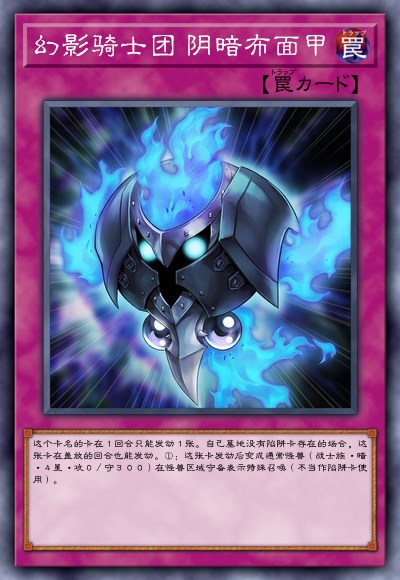 幻影骑士团 阴暗布面甲
罠
トラップ
【罠カード】
トラップ
这个卡名的卡在1回合只能发动1张。自己墓地没有陷阱卡存在的场合，这
张卡在盖放的回合也能发动。①：这张卡发动后变成通常怪兽（战士族・暗
・4星・攻0／守300）在怪兽区域守备表示特殊召唤（不当作陷阱卡使
用）。